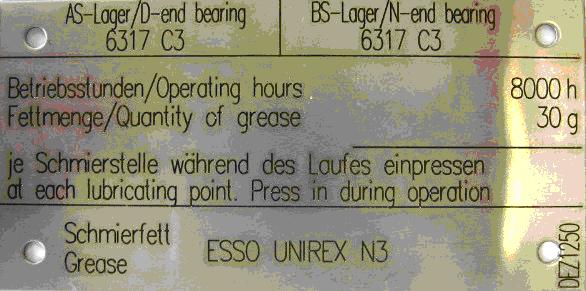 AS-Lager/D-end bearing
6317 C3
BS-Lager/N-end bearing
6317 C3
Betriebsstunden/Operating hours 8000 h
Fettmenge/Quantity of grease 30 g
je Schmierstelle während des Laufes einpressen
at each lubricating point. Press in during operation
Schmierfett
Grease
ESSO UNIREX N3
DEZ1250